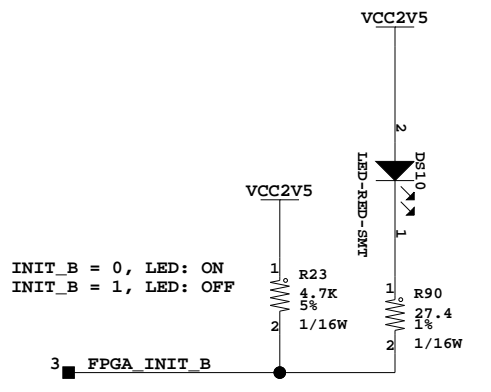 VCC2V5
2
DS10
LED-RED-SMT
1
VCC2V5
INIT_B = 0, LED: ON
INIT_B = 1, LED: OFF
1
R23
4.7K
5%
1/16W
2
1
R90
27.4
1%
1/16W
2
3
FPGA_INIT_B